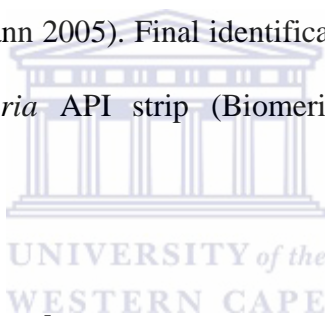 ann 2005). Final identifica
ria API strip (Biomeri
UNIVERSITY of the
WESTERN CAPE